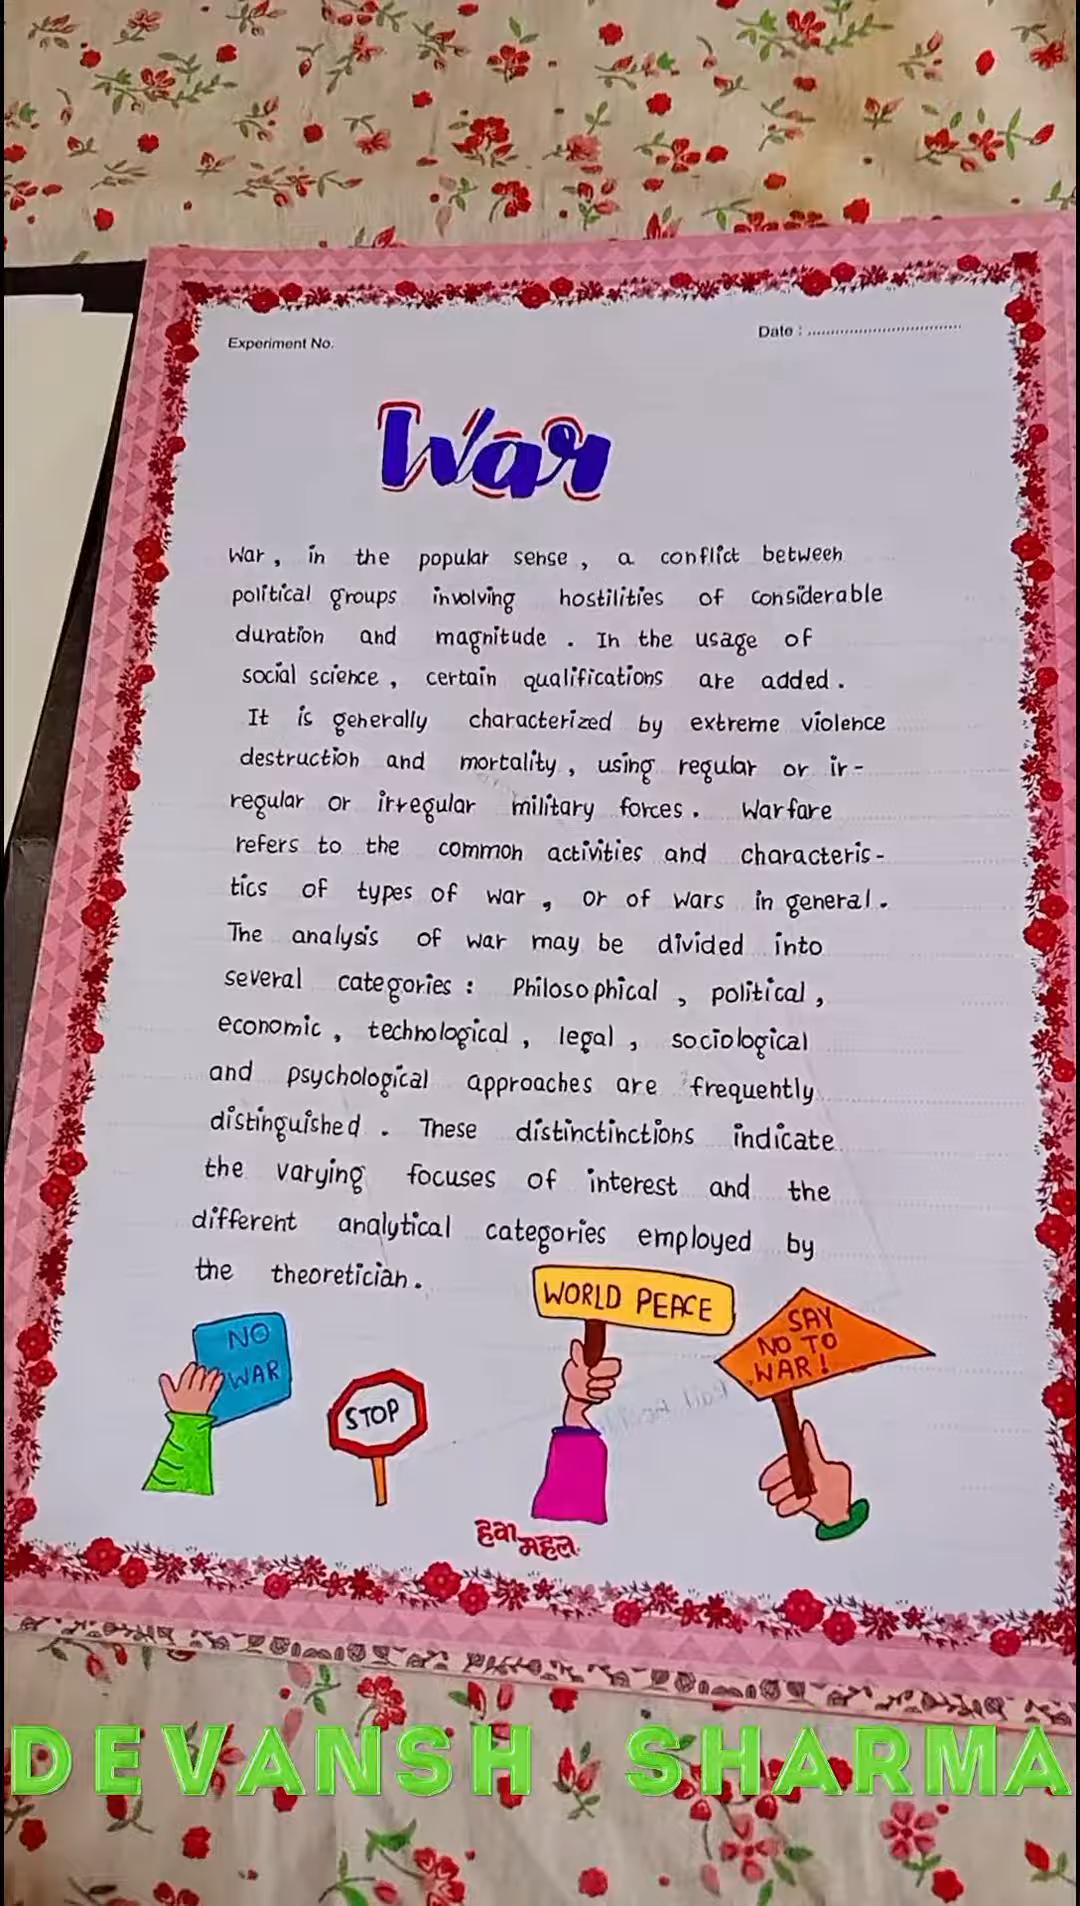 Experiment No.
Date : ................................
War
War, in the popular sense, a conflict between
political groups involving hostilities of considerable
duration and magnitude. In the usage of
social science, certain qualifications are added.
It is generally characterized by extreme violence
destruction and mortality, using regular or ir-
regular or irregular military forces. Warfare
refers to the common activities and characteris-
tics of types of war, or of wars in general.
The analysis of war may be divided into
several categories: Philosophical, political,
economic, technological, legal, sociological
and psychological approaches are frequently
distinguished. These distinctinctions indicate
the varying focuses of interest and the
different analytical categories employed by
the theoretician.
NO
WAR
STOP
WORLD PEACE
SAY
NO TO
WAR!
हवा महल
DEVANSH SHARMA